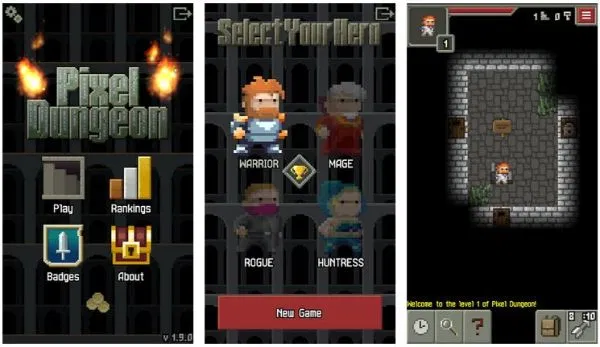 Pixel
Dungeon
Play
Rankings
Badges
About
v 1.9.0
Select Your Hero
WARRIOR
MAGE
ROGUE
HUNTRESS
New Game
1
1
0
Welcome to the level 1 of Pixel Dungeon!
?
8
:10